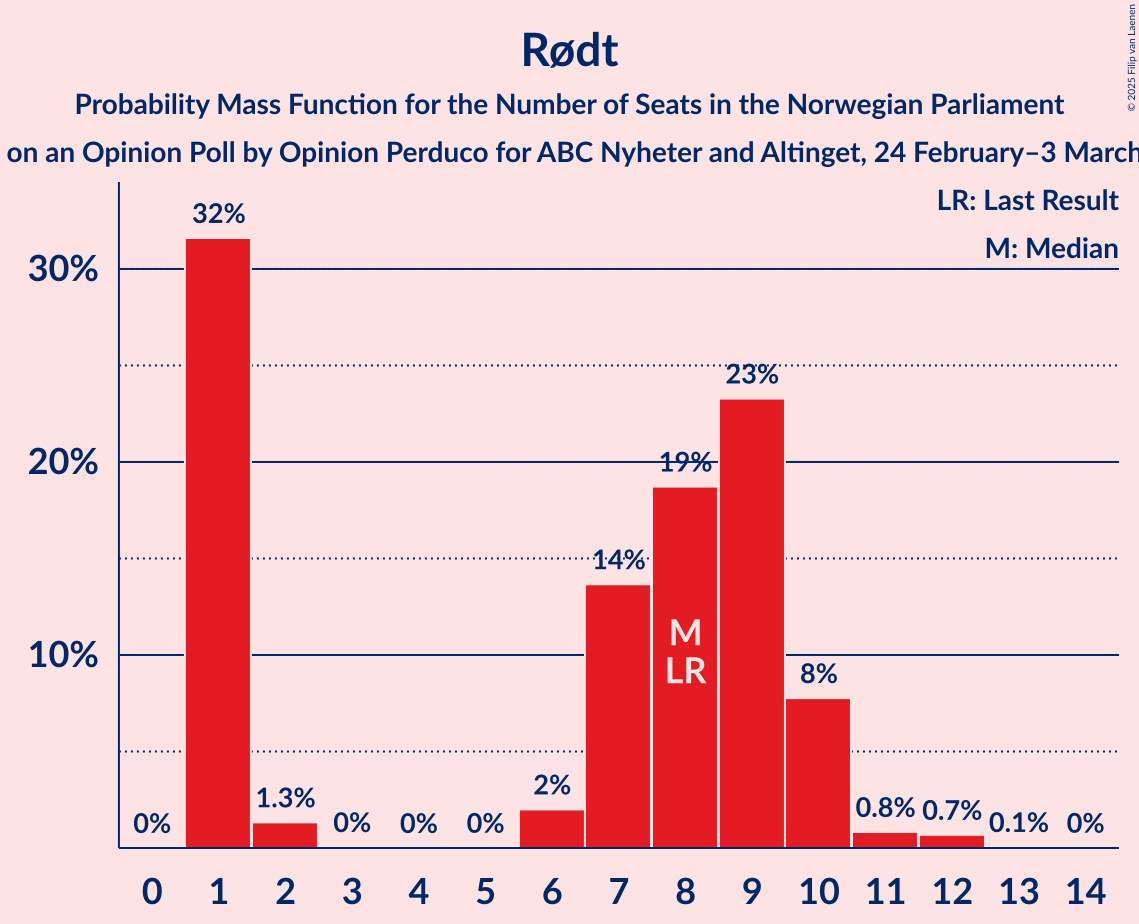 Rødt
Probability Mass Function for the Number of Seats in the Norwegian Parliament
on an Opinion Poll by Opinion Perduco for ABC Nyheter and Altinget, 24 February–3 March
© 2025 Filip van Laenen
LR: Last Result
M: Median
30%
20%
10%
0%
32%
1.3%
0%
0%
0%
2%
14%
19%
23%
8%
0.8%
0.7%
0.1%
0%
M
LR
0 1 2 3 4 5 6 7 8 9 10 11 12 13 14